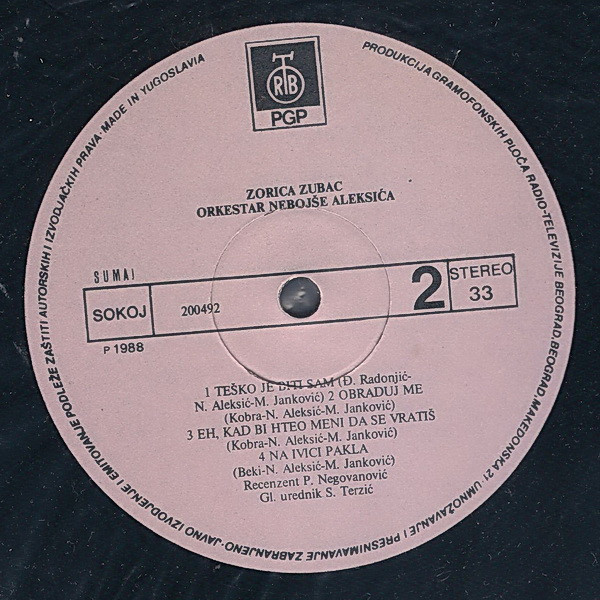 RTB
PGP
PRODUKCIJA GRAMOFONSKIH PLOČA RADIO-TELEVIZIJE BEOGRAD, BEOGRAD, MAKEDONSKA 21. UMNOŽAVANJE I PRESNIMAVANJE ZABRANJENO-JAVNO IZVODJENJE I EMITOVANJE PODLEŽE ZAŠTITI AUTORSKIH I IZVODJAČKIH PRAVA·MADE IN YUGOSLAVIA
ZORICA ZUBAC
ORKESTAR NEBOJŠE ALEKSIĆA
SUMAJ
SOKOJ
200492
2
STEREO
33
P 1988
1 TEŠKO JE BITI SAM (Đ. Radonjić-
N. Aleksić-M. Janković) 2 OBRADUJ ME
(Kobra-N. Aleksić-M. Janković)
3 EH, KAD BI HTEO MENI DA SE VRATIŠ
(Kobra-N. Aleksić-M. Janković)
4 NA IVICI PAKLA
(Beki-N. Aleksić-M. Janković)
Recenzent P. Negovanović
Gl. urednik S. Terzić